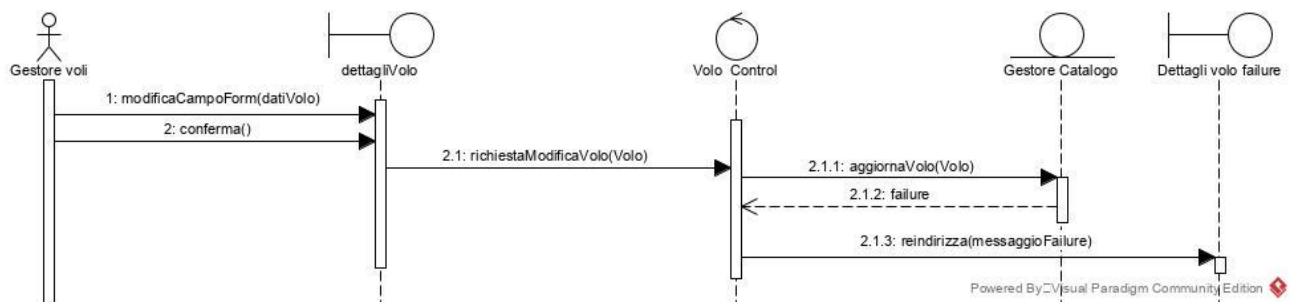 Gestore voli
dettagliVolo
Volo Control
Gestore Catalogo
Dettagli volo failure
1: modificaCampoForm(datiVolo)
2: conferma()
2.1: richiestaModificaVolo(Volo)
2.1.1: aggiornaVolo(Volo)
2.1.2: failure
2.1.3: reindirizza(messaggioFailure)
Powered By□Visual Paradigm Community Edition